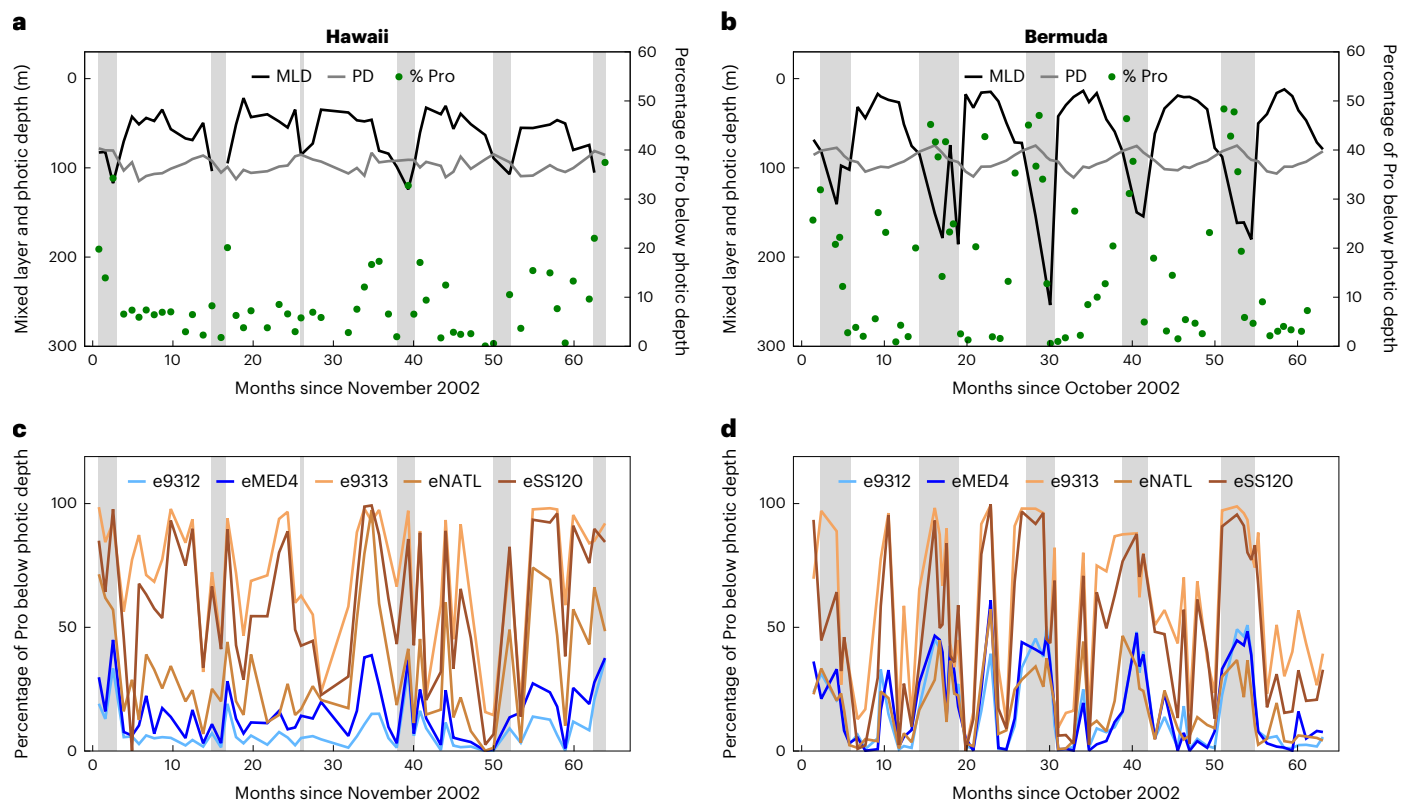 a
Hawaii
MLD PD % Pro
Mixed layer and photic depth (m)
0
100
200
300
Percentage of Pro below photic depth
60
50
40
30
20
10
0
0 10 20 30 40 50 60
Months since November 2002
b
Bermuda
MLD PD % Pro
Mixed layer and photic depth (m)
0
100
200
300
Percentage of Pro below photic depth
60
50
40
30
20
10
0
0 10 20 30 40 50 60
Months since October 2002
c
e9312 eMED4 e9313 eNATL eSS120
Percentage of Pro below photic depth
100
50
0
0 10 20 30 40 50 60
Months since November 2002
d
e9312 eMED4 e9313 eNATL eSS120
Percentage of Pro below photic depth
100
50
0
0 10 20 30 40 50 60
Months since October 2002